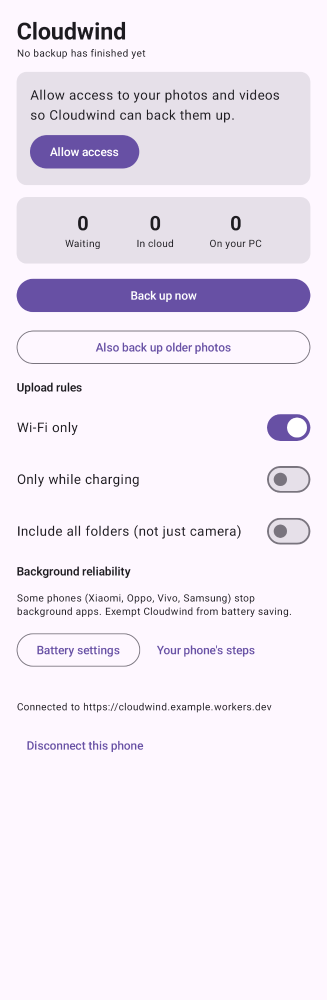 Cloudwind
No backup has finished yet
Allow access to your photos and videos
so Cloudwind can back them up.
Allow access
0 0 0
Waiting In cloud On your PC
Back up now
Also back up older photos
Upload rules
Wi-Fi only
Only while charging
Include all folders (not just camera)
Background reliability
Some phones (Xiaomi, Oppo, Vivo, Samsung) stop
background apps. Exempt Cloudwind from battery saving.
Battery settings Your phone's steps
Connected to https://cloudwind.example.workers.dev
Disconnect this phone